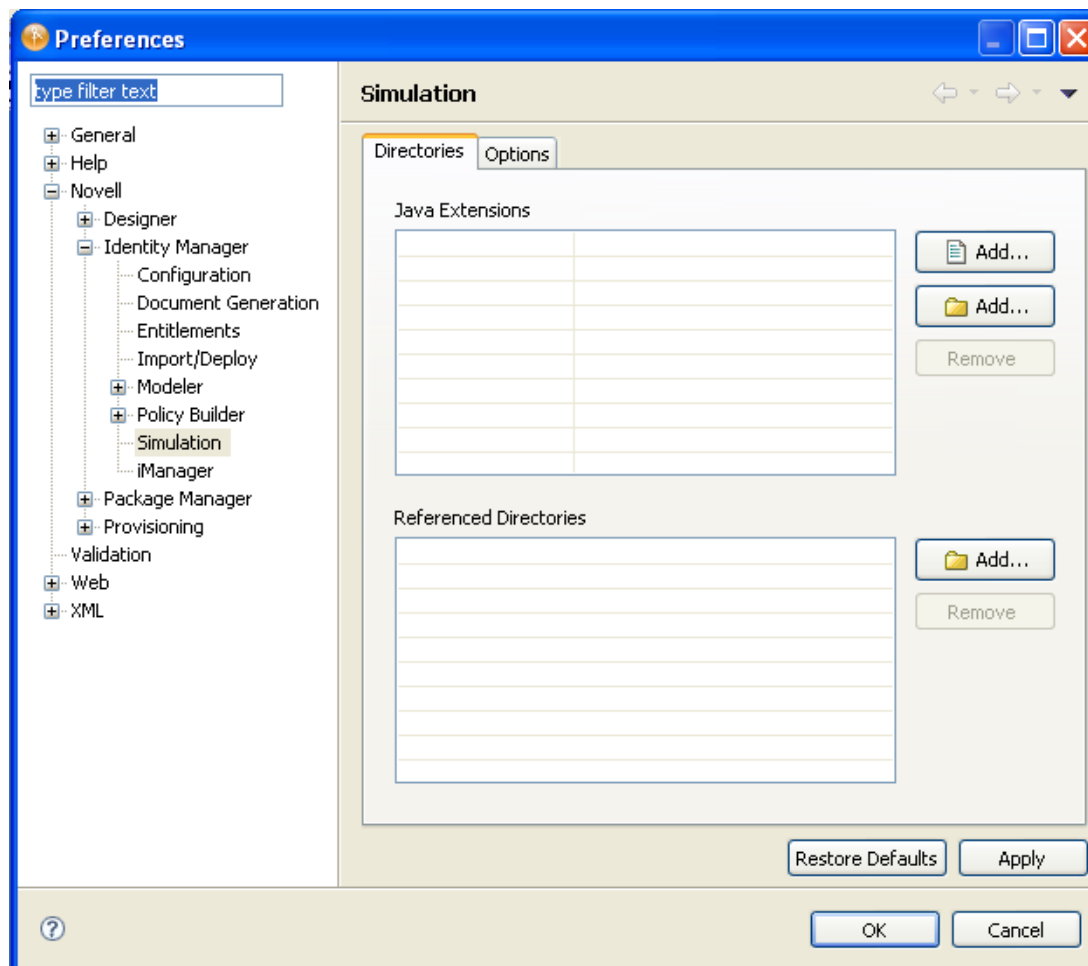 Preferences
type filter text
General
Help
Novell
Designer
Identity Manager
Configuration
Document Generation
Entitlements
Import/Deploy
Modeler
Policy Builder
Simulation
iManager
Package Manager
Provisioning
Validation
Web
XML
Simulation
Directories
Options
Java Extensions
Add...
Add...
Remove
Referenced Directories
Add...
Remove
Restore Defaults
Apply
OK
Cancel